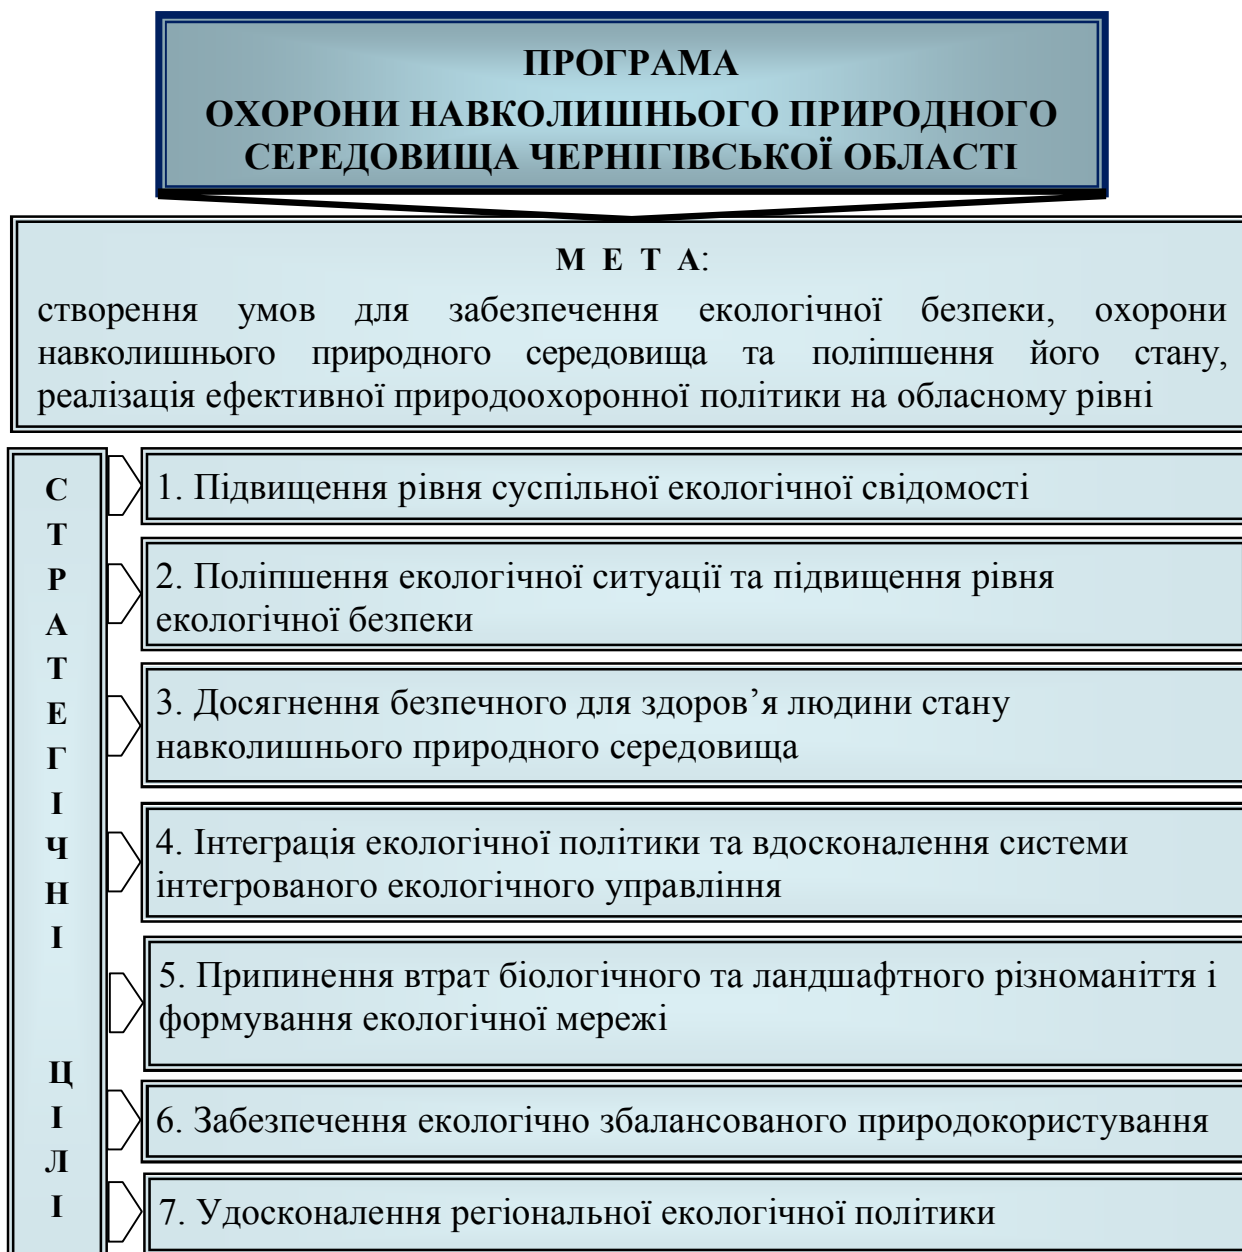 ПРОГРАМА
ОХОРОНИ НАВКОЛИШНЬОГО ПРИРОДНОГО
СЕРЕДОВИЩА ЧЕРНІГІВСЬКОЇ ОБЛАСТІ
М Е Т А:
створення умов для забезпечення екологічної безпеки, охорони
навколишнього природного середовища та поліпшення його стану,
реалізація ефективної природоохоронної політики на обласному рівні
С
Т
Р
А
Т
Е
Г
І
Ч
Н
І
Ц
І
Л
І
1. Підвищення рівня суспільної екологічної свідомості
2. Поліпшення екологічної ситуації та підвищення рівня
екологічної безпеки
3. Досягнення безпечного для здоров’я людини стану
навколишнього природного середовища
4. Інтеграція екологічної політики та вдосконалення системи
інтегрованого екологічного управління
5. Припинення втрат біологічного та ландшафтного різноманіття і
формування екологічної мережі
6. Забезпечення екологічно збалансованого природокористування
7. Удосконалення регіональної екологічної політики